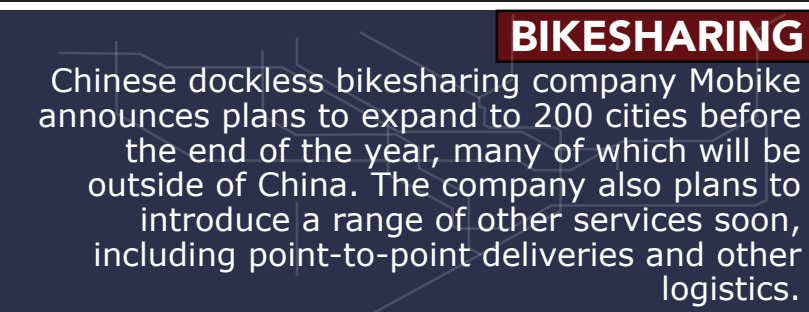 BIKESHARING
Chinese dockless bikesharing company Mobike
announces plans to expand to 200 cities before
the end of the year, many of which will be
outside of China. The company also plans to
introduce a range of other services soon,
including point-to-point deliveries and other
logistics.